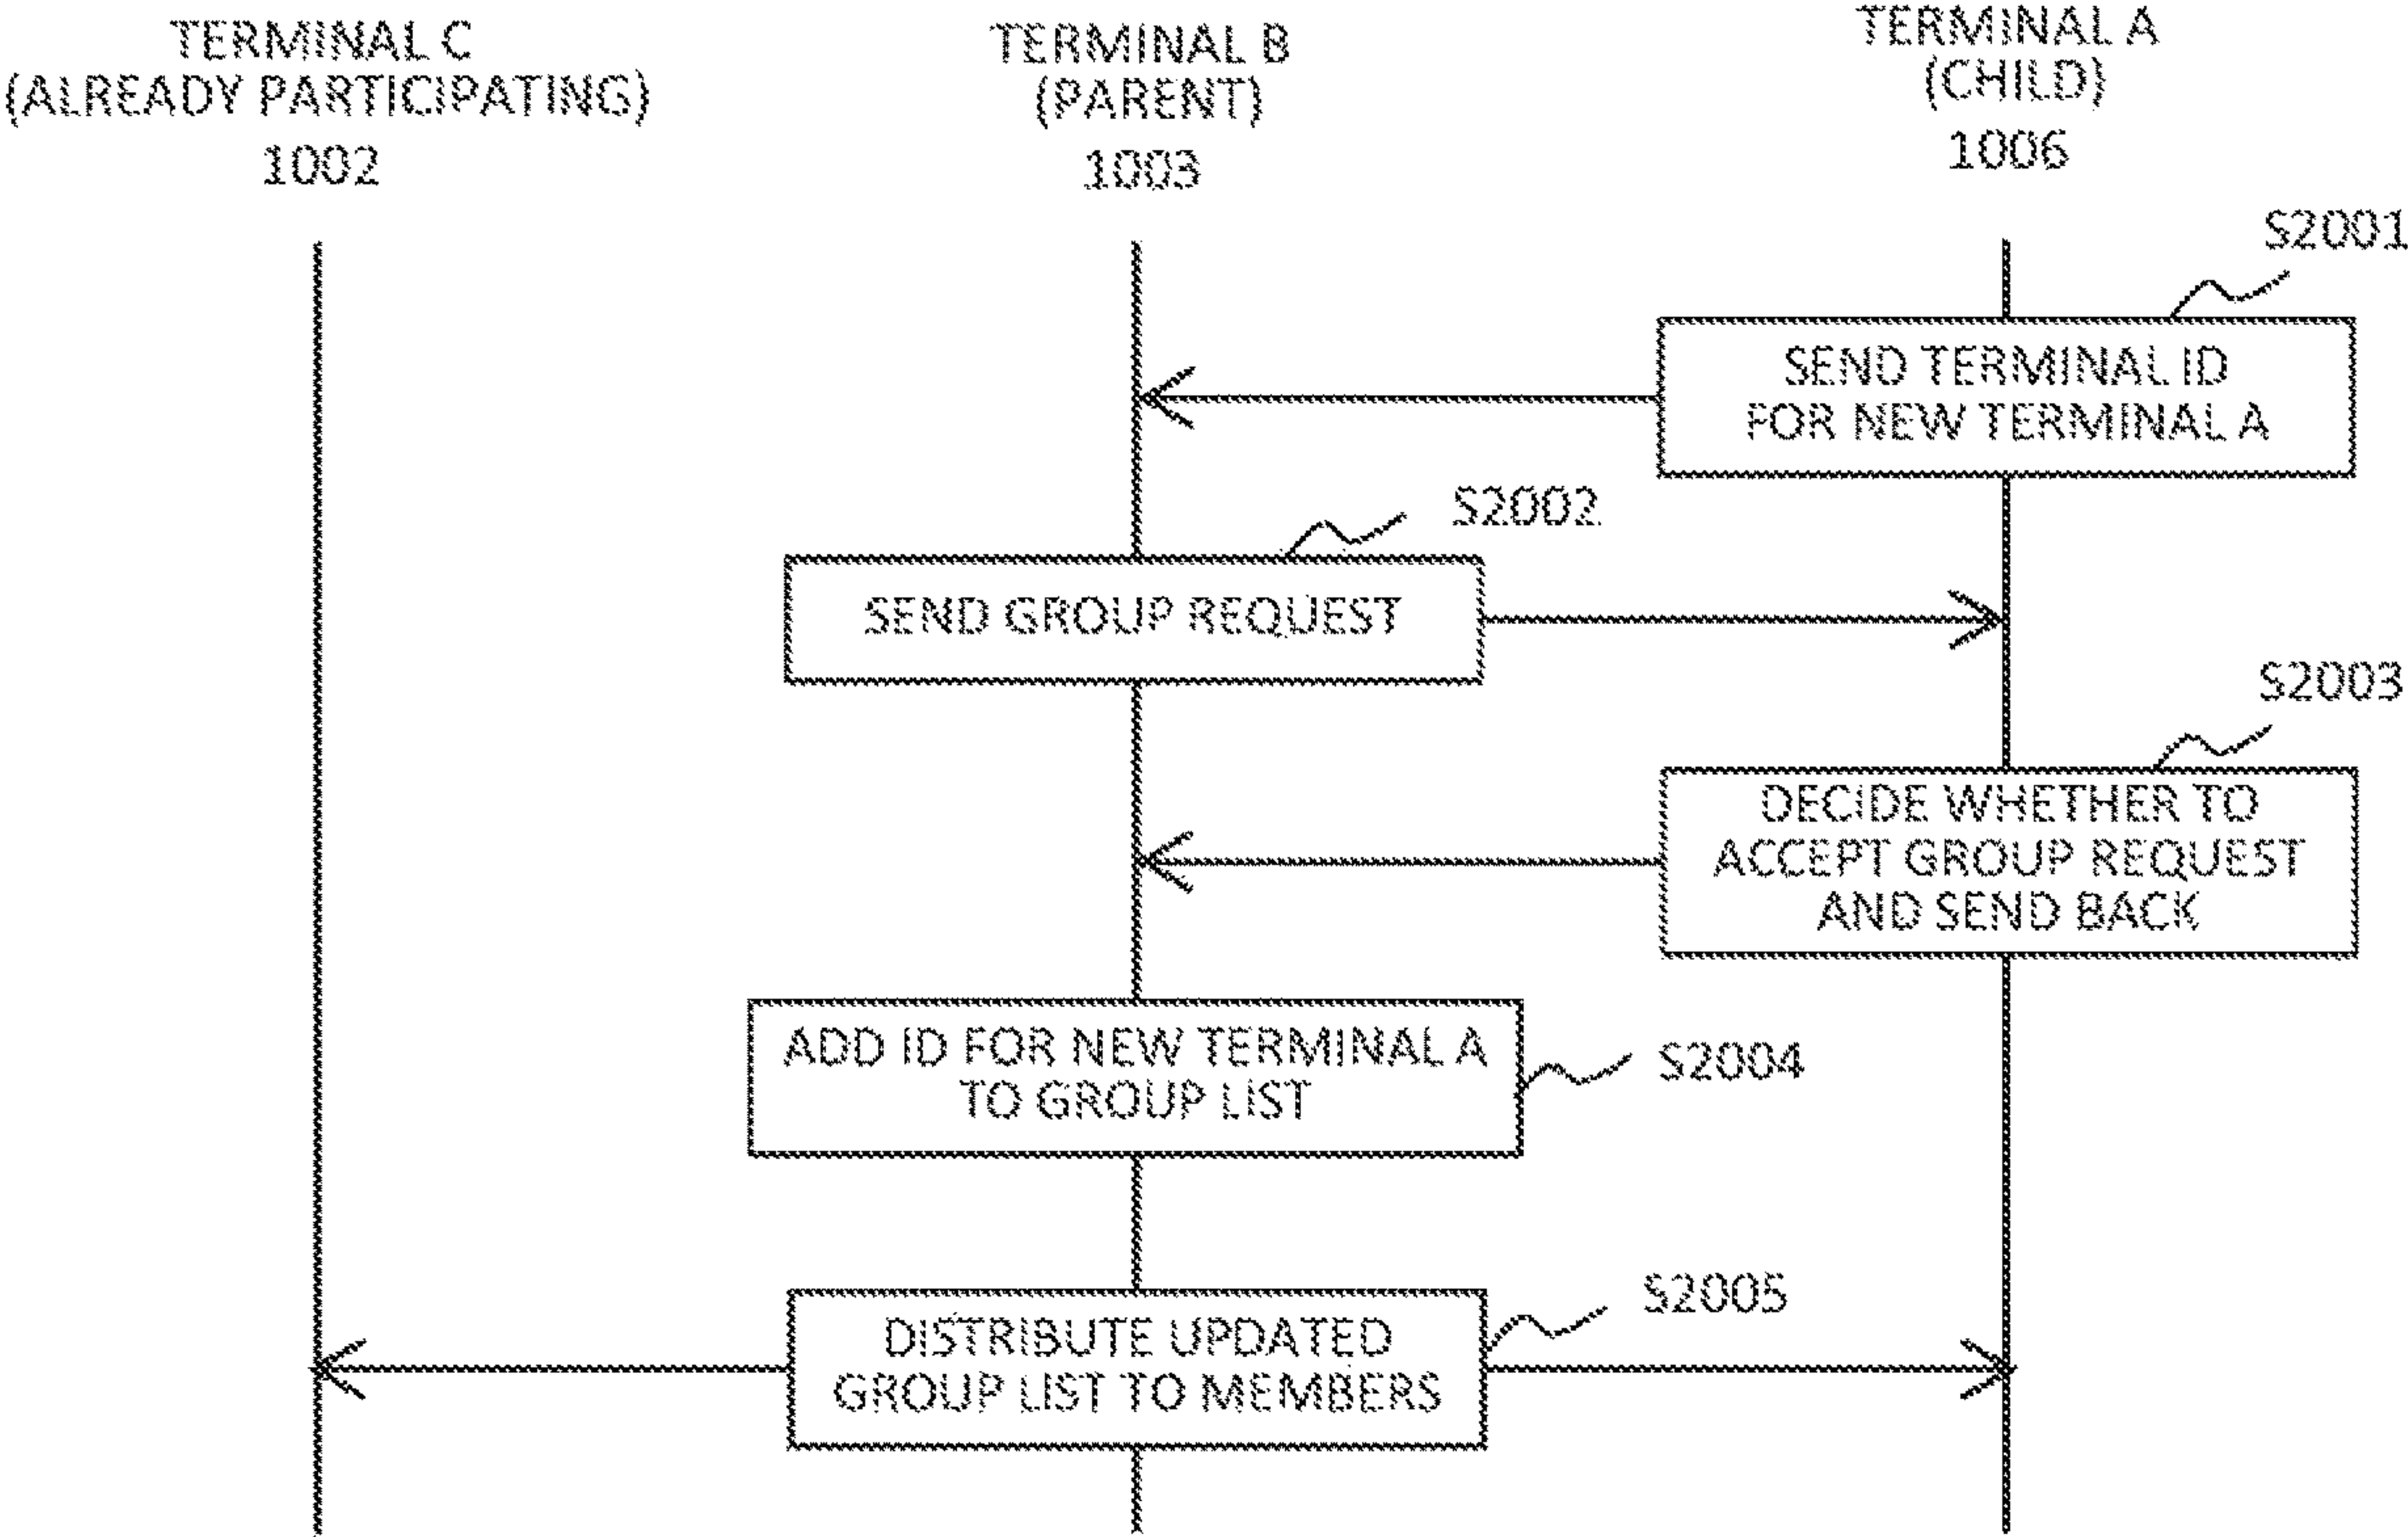 TERMINAL C
(ALREADY PARTICIPATING)
1002
TERMINAL B
(PARENT)
1003
TERMINAL A
(CHILD)
1006
S2001
SEND TERMINAL ID
FOR NEW TERMINAL A
S2002
SEND GROUP REQUEST
S2003
DECIDE WHETHER TO
ACCEPT GROUP REQUEST
AND SEND BACK
ADD ID FOR NEW TERMINAL A
TO GROUP LIST
S2004
S2005
DISTRIBUTE UPDATED
GROUP LIST TO MEMBERS